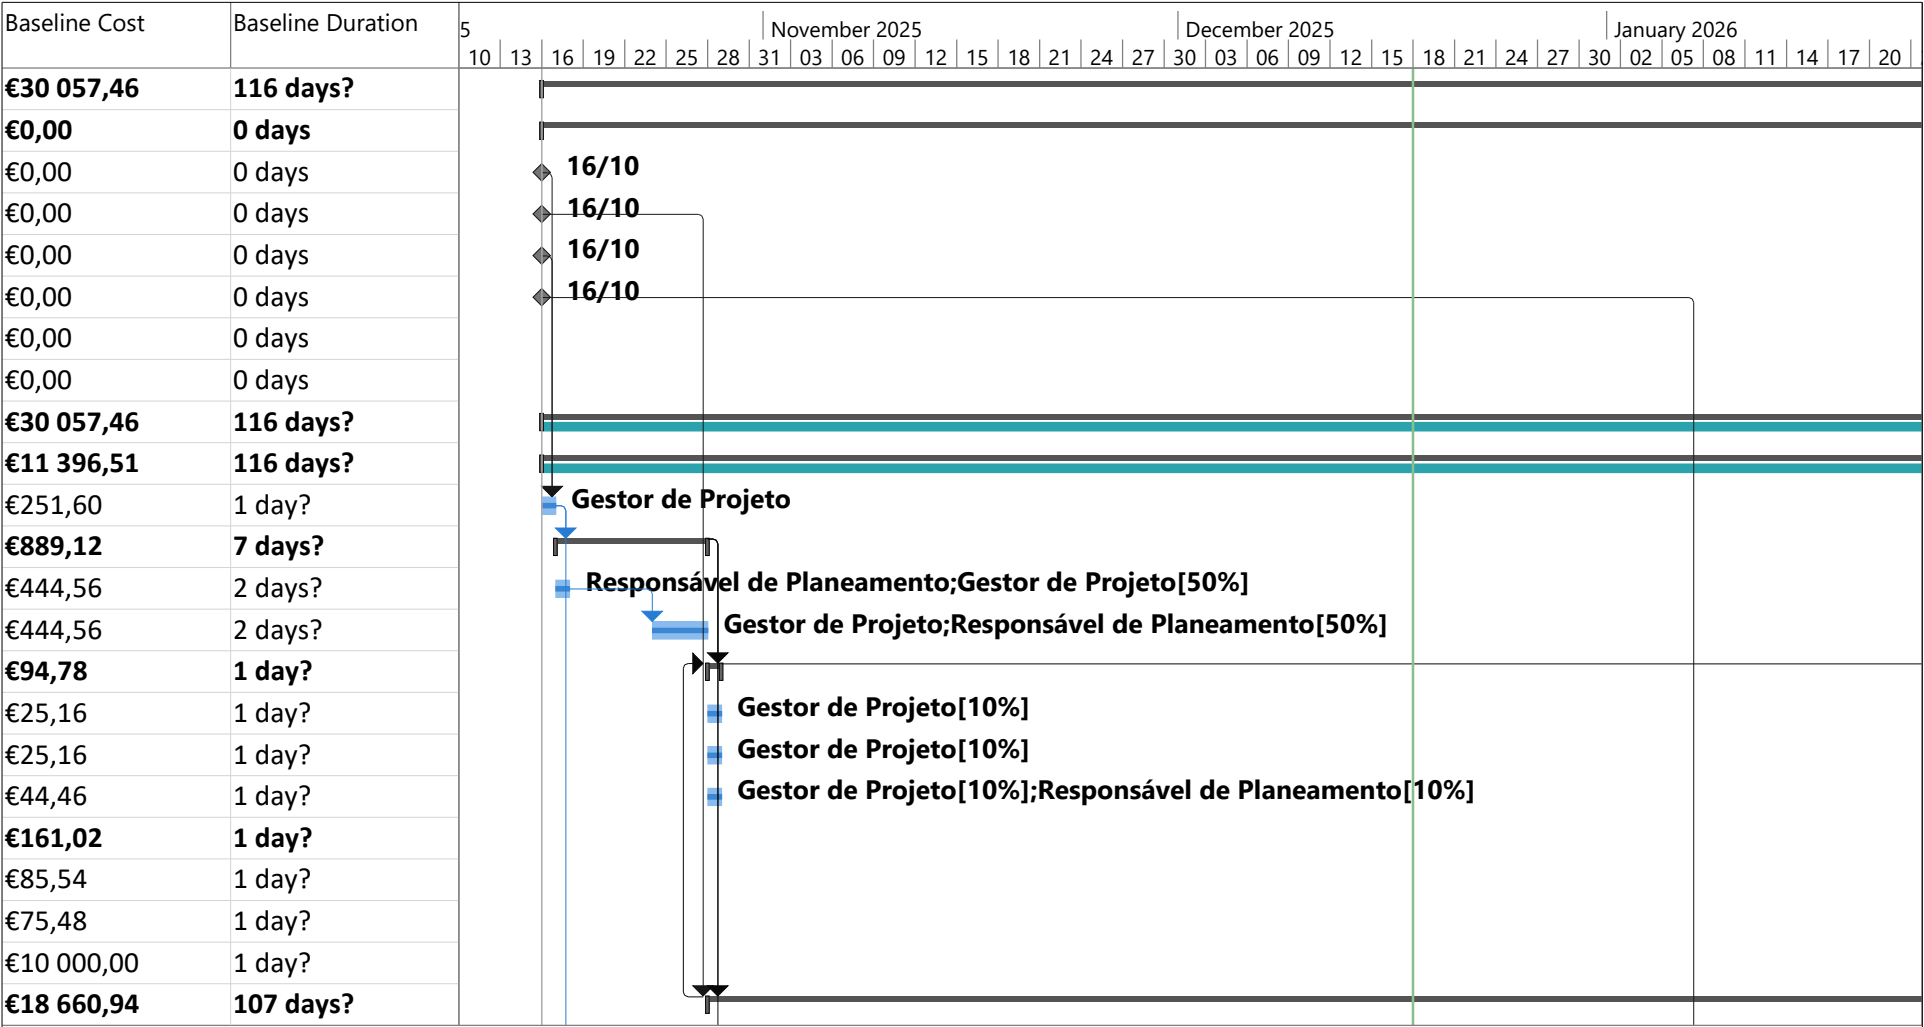 Baseline Cost Baseline Duration 5 November 2025 December 2025 January 2026
10 13 16 19 22 25 28 31 03 06 09 12 15 18 21 24 27 30 03 06 09 12 15 18 21 24 27 30 02 05 08 11 14 17 20
€30 057,46 116 days?
€0,00 0 days
€0,00 0 days 16/10
€0,00 0 days 16/10
€0,00 0 days 16/10
€0,00 0 days 16/10
€0,00 0 days
€0,00 0 days
€30 057,46 116 days?
€11 396,51 116 days?
€251,60 1 day? Gestor de Projeto
€889,12 7 days?
€444,56 2 days? Responsável de Planeamento;Gestor de Projeto[50%]
€444,56 2 days? Gestor de Projeto;Responsável de Planeamento[50%]
€94,78 1 day?
€25,16 1 day? Gestor de Projeto[10%]
€25,16 1 day? Gestor de Projeto[10%]
€44,46 1 day? Gestor de Projeto[10%];Responsável de Planeamento[10%]
€161,02 1 day?
€85,54 1 day?
€75,48 1 day?
€10 000,00 1 day?
€18 660,94 107 days?